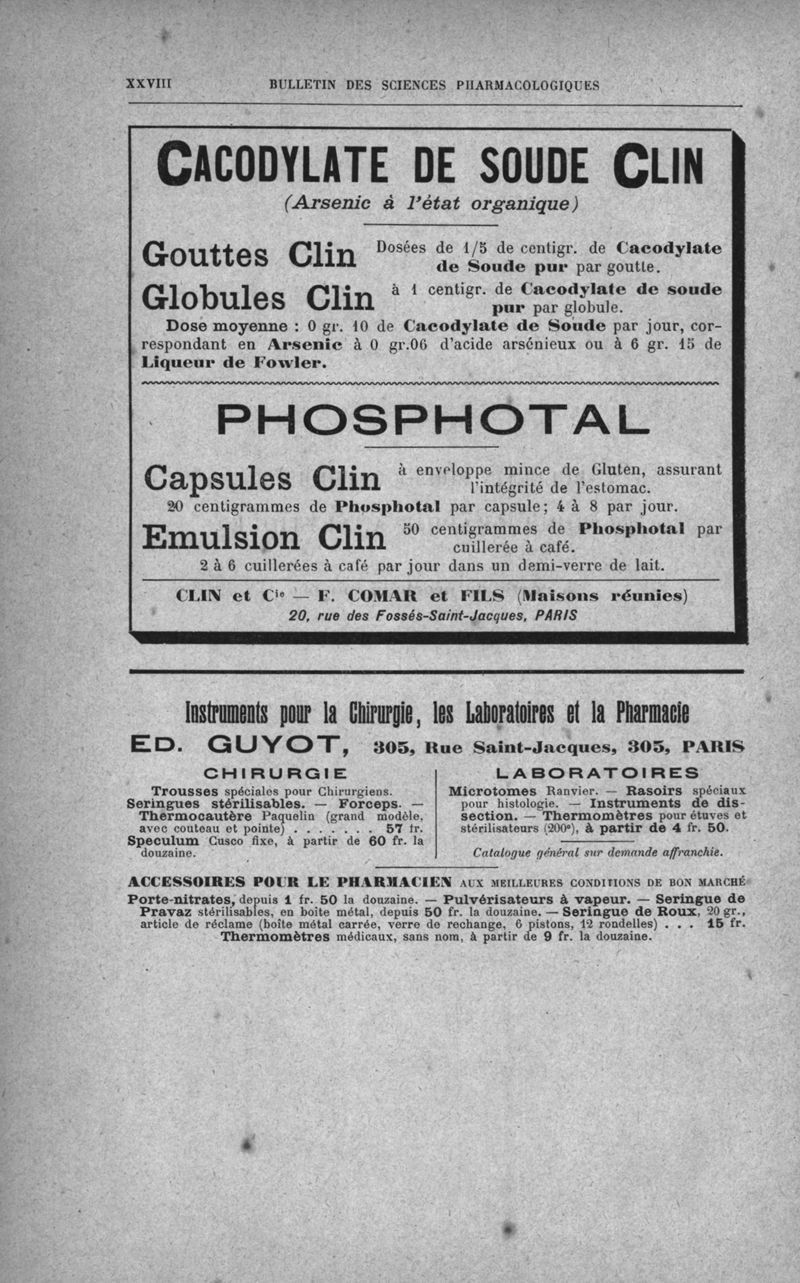 XXVIII BULLETIN DES SCIENCES PHARMACOLOGIQUES
CACODYLATE DE SOUDE CLIN
(Arsenic à l'état organique)
Gouttes Clin Dosées de 1/5 de centigr. de Cacodylate
de Soude pur par goutte.
Globules Clin à 1 centigr. de Cacodylate de soude
pur par globule.
Dose moyenne : 0 gr. 10 de Cacodylate de Soude par jour, cor-
respondant en Arsenic à 0 gr.06 d'acide arsénieux ou à 6 gr. 15 de
Liqueur de Fowler.
PHOSPHOTAL
Capsules Clin à enveloppe mince de Gluten, assurant
l'intégrité de l'estomac.
20 centigrammes de Phosphotal par capsule; 4 à 8 par jour.
Emulsion Clin 50 centigrammes de Phosphotal par
cuillerée à café.
2 à 6 cuillerées à café par jour dans un demi-verre de lait.
CLIN et Cie — F. COMAR et FILS (Maisons réunies)
20, rue des Fossés-Saint-Jacques, PARIS
Instruments pour la Chirurgie, les Laboratoires et la Pharmacie
ED. GUYOT, 305, Rue Saint-Jacques, 305, PARIS
CHIRURGIE
Trousses spéciales pour Chirurgiens.
Seringues stérilisables. — Forceps. —
Thermocautère Paquelin (grand modèle,
avec couteau et pointe) . . . . . . . 57 fr.
Speculum Cusco fixe, à partir de 60 fr. la
douzaine.
LABORATOIRES
Microtomes Ranvier. — Rasoirs spéciaux
pour histologie. — Instruments de dis-
section. — Thermomètres pour étuves et
stérilisateurs (200°), à partir de 4 fr. 50.
Catalogue général sur demande affranchie.
ACCESSOIRES POUR LE PHARMACIEN AUX MEILLEURES CONDITIONS DE BON MARCHÉ
Porte-nitrates, depuis 1 fr. 50 la douzaine. — Pulvérisateurs à vapeur. — Seringue de
Pravaz stérilisables, en boite métal, depuis 50 fr. la douzaine. — Seringue de Roux, 20 gr.,
article de réclame (boîte métal carrée, verre de rechange, 6 pistons, 12 rondelles) . . . 15 fr.
Thermomètres médicaux, sans nom, à partir de 9 fr. la douzaine.